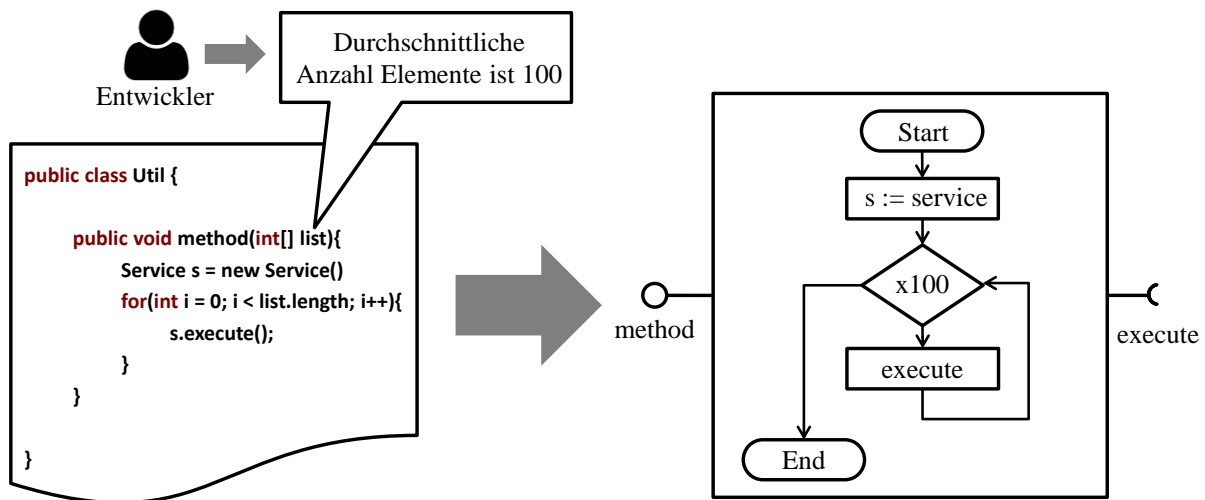 Durchschnittliche
Anzahl Elemente ist 100
Entwickler
public class Util {
public void method(int[] list){
Service s = new Service()
for(int i = 0; i < list.length; i++){
s.execute();
}
}
}
method
Start
s := service
x100
execute
End
execute